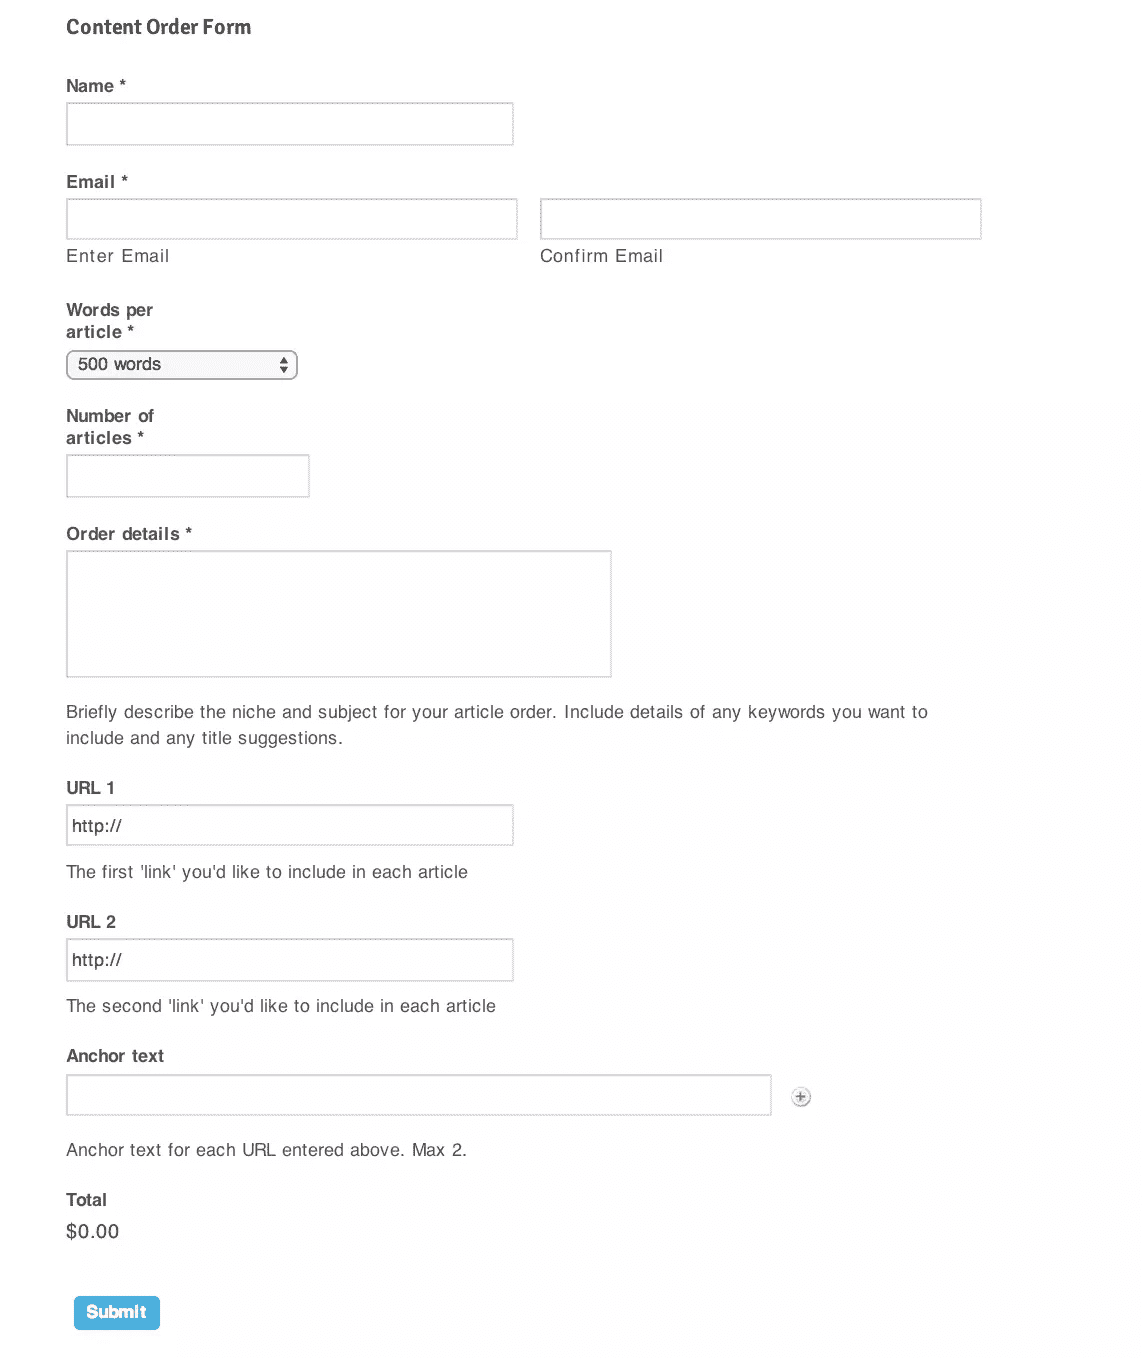 Content Order Form
Name *
Email *
Enter Email
Confirm Email
Words per
article *
500 words
Number of
articles *
Order details *
Briefly describe the niche and subject for your article order. Include details of any keywords you want to
include and any title suggestions.
URL 1
http://
The first 'link' you'd like to include in each article
URL 2
http://
The second 'link' you'd like to include in each article
Anchor text
Anchor text for each URL entered above. Max 2.
Total
$0.00
Submit